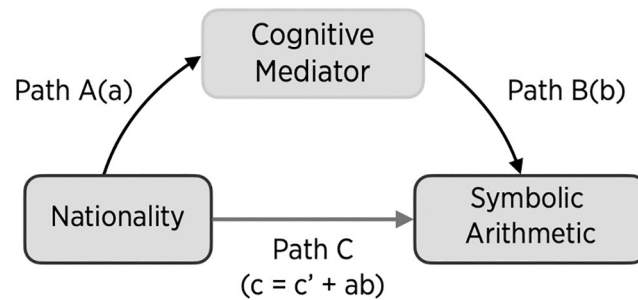 Cognitive
Mediator
Path A(a)
Path B(b)
Nationality
Symbolic
Arithmetic
Path C
(c = c’ + ab)